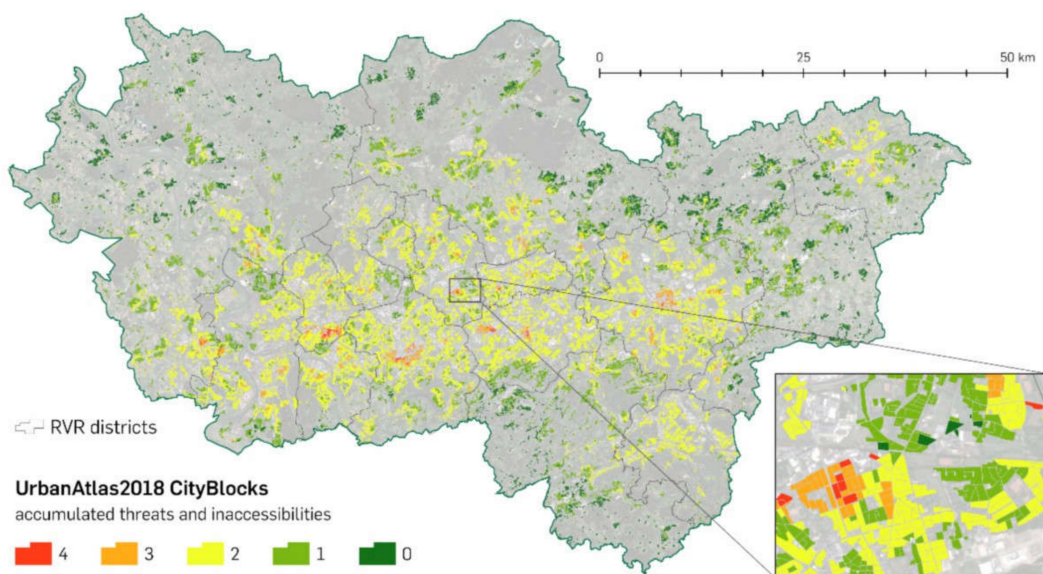 0 25 50 km
RVR districts
UrbanAtlas2018 CityBlocks
accumulated threats and inaccessibilities
4 3 2 1 0